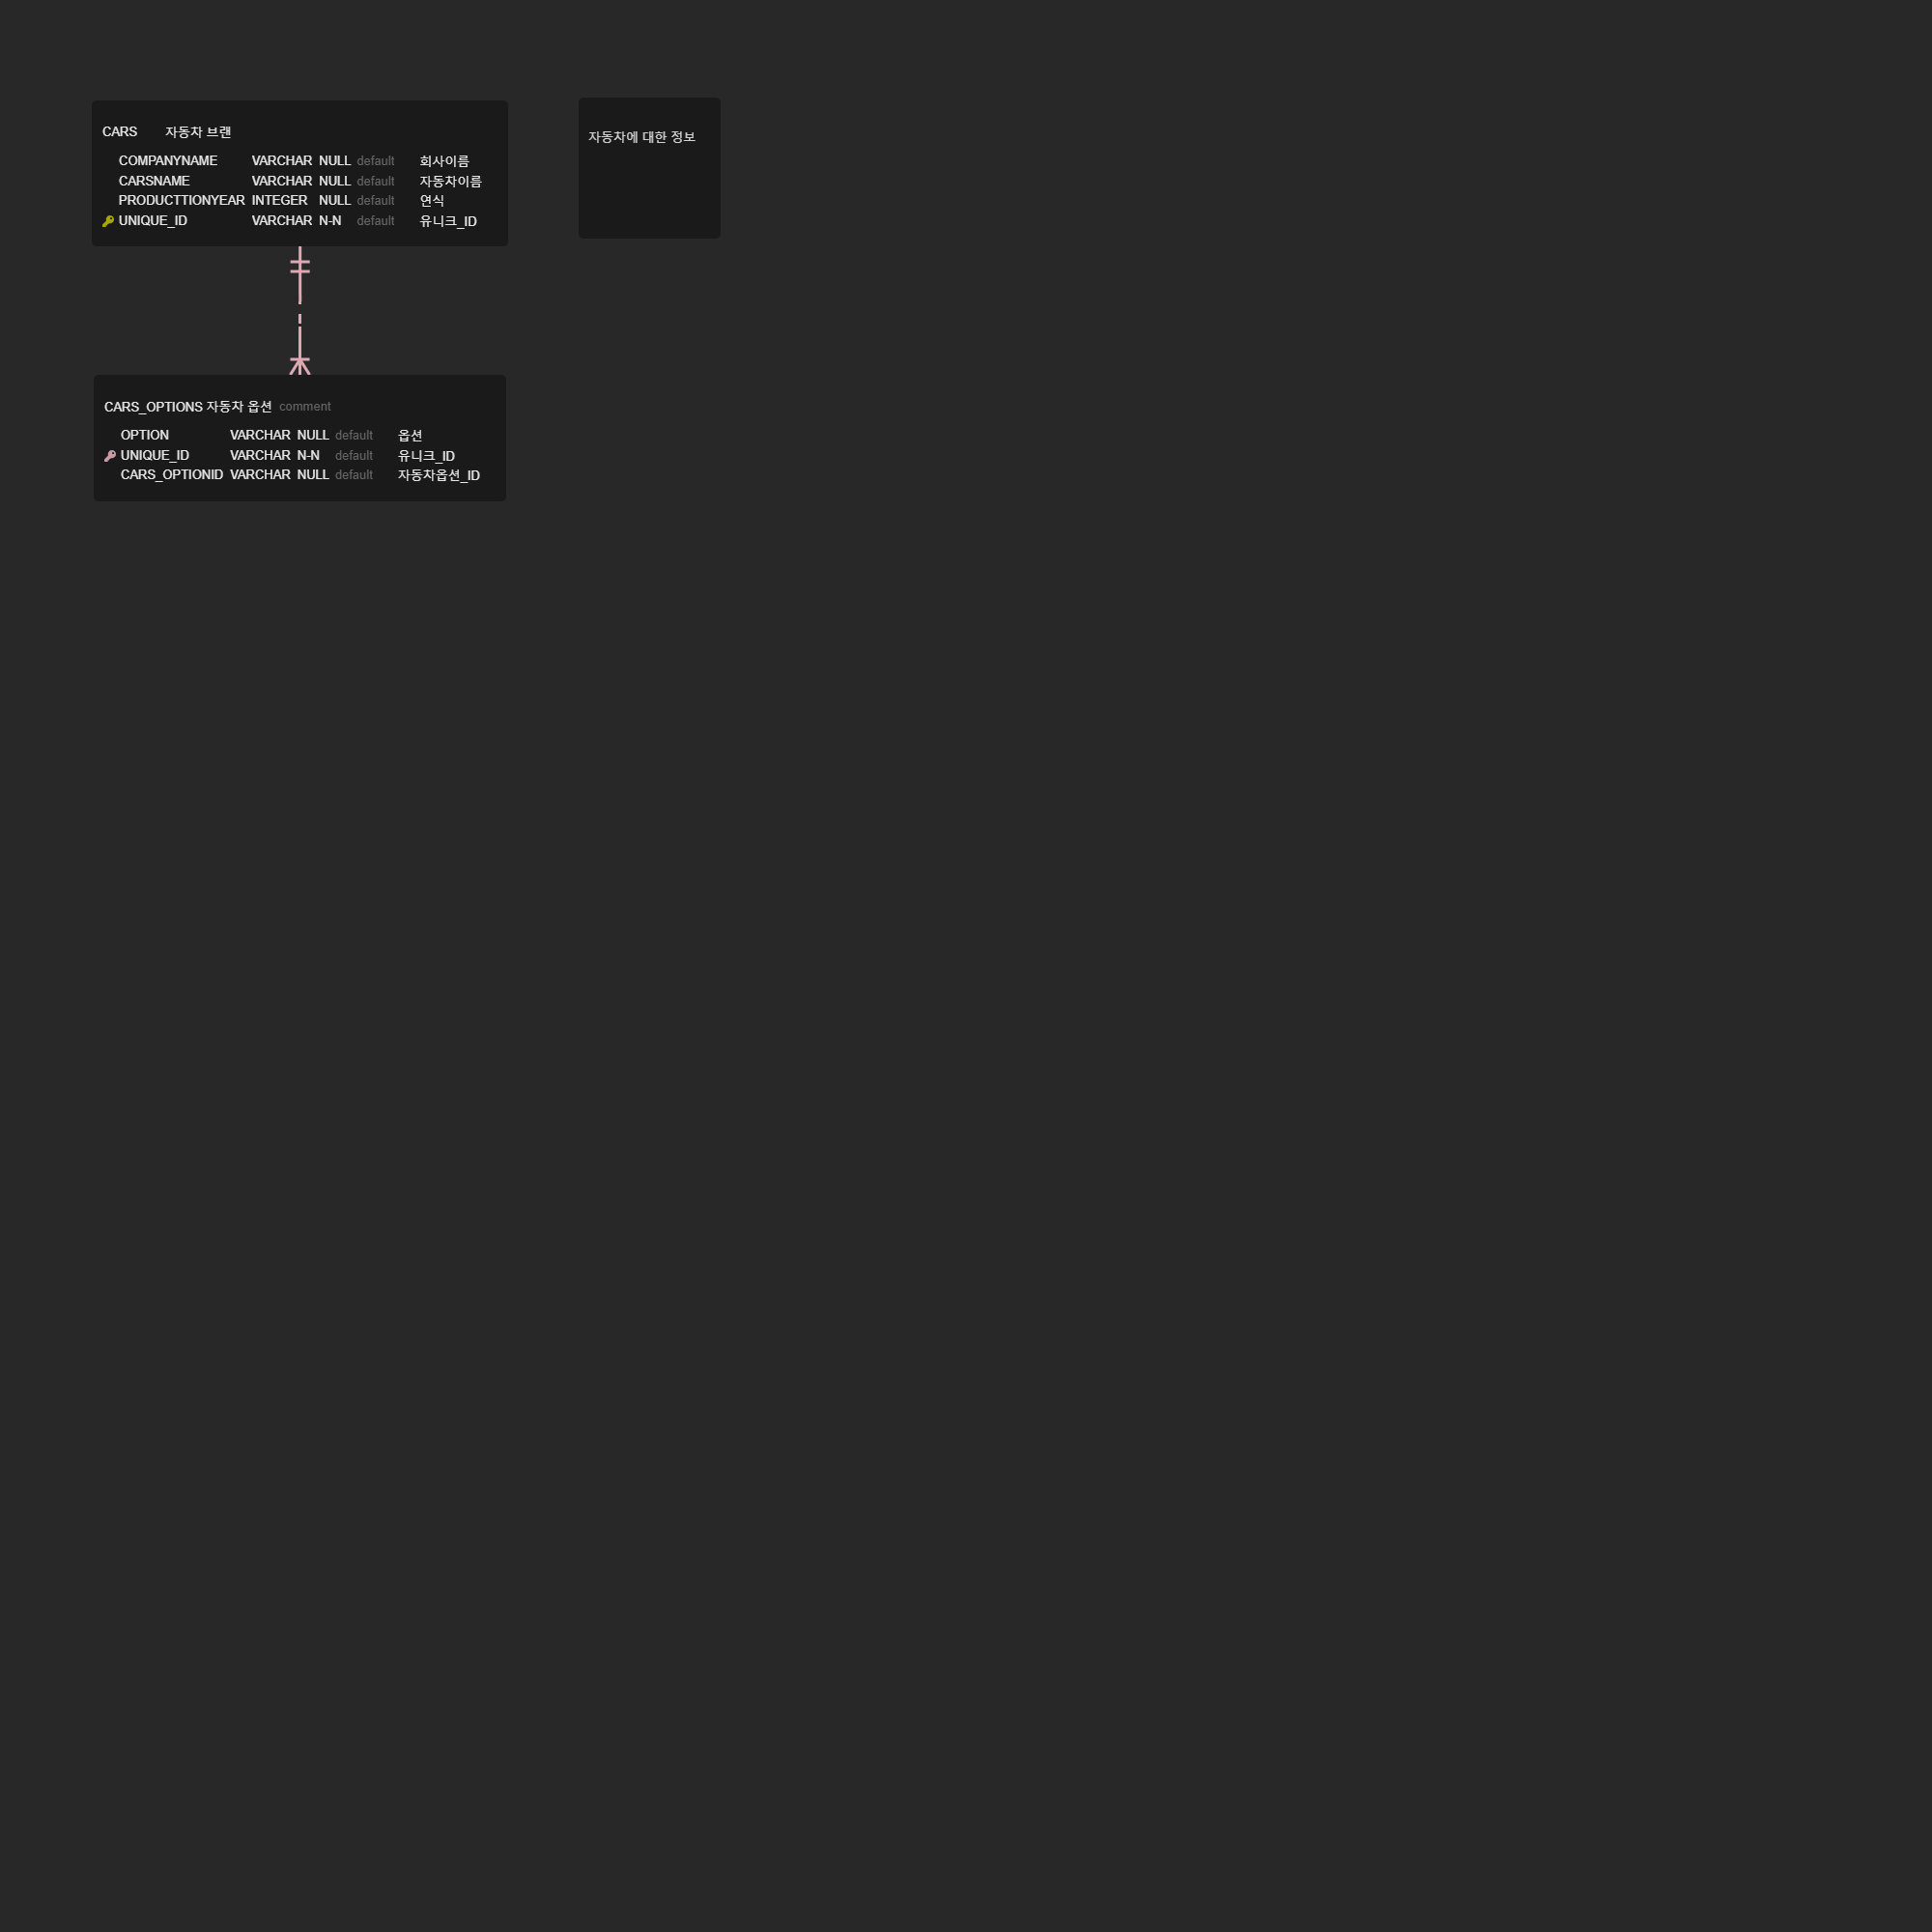 CARS 자동차 브랜
COMPANYNAME VARCHAR NULL default 회사이름
CARSNAME VARCHAR NULL default 자동차이름
PRODUCTTIONYEAR INTEGER NULL default 연식
UNIQUE_ID VARCHAR N-N default 유니크_ID
자동차에 대한 정보
CARS_OPTIONS 자동차 옵션 comment
OPTION VARCHAR NULL default 옵션
UNIQUE_ID VARCHAR N-N default 유니크_ID
CARS_OPTIONID VARCHAR NULL default 자동차옵션_ID